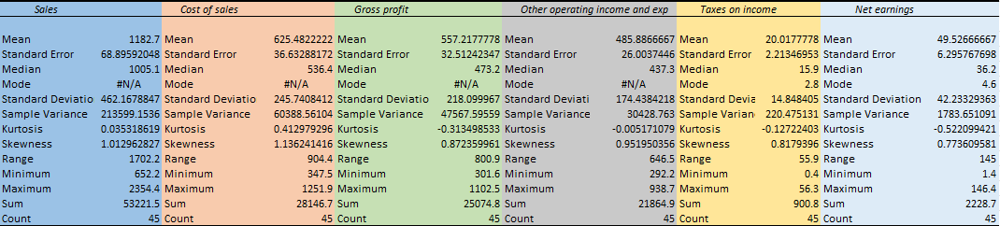 Sales Cost of sales Gross profit Other operating income and exp Taxes on income Net earnings
Mean 1182.7 Mean 625.4822222 Mean 557.2177778 Mean 485.8866667 Mean 20.0177778 Mean 49.52666667
Standard Error 68.89592048 Standard Error 36.63288172 Standard Error 32.51242347 Standard Error 26.0037446 Standard Error 2.21346953 Standard Error 6.295767698
Median 1005.1 Median 536.4 Median 473.2 Median 437.3 Median 15.9 Median 36.2
Mode #N/A Mode #N/A Mode #N/A Mode #N/A Mode 2.8 Mode 4.6
Standard Deviatio 462.1678847 Standard Deviatio 245.7408412 Standard Deviatio 218.099967 Standard Deviati 174.4384218 Standard Devia 14.848405 Standard Deviation 42.23329363
Sample Variance 213599.1536 Sample Variance 60388.56104 Sample Variance 47567.59559 Sample Variance 30428.763 Sample Varian 220.475131 Sample Variance 1783.651091
Kurtosis 0.035318619 Kurtosis 0.412979296 Kurtosis -0.313498533 Kurtosis -0.005171079 Kurtosis -0.12722403 Kurtosis -0.522099421
Skewness 1.012962827 Skewness 1.136241416 Skewness 0.872359961 Skewness 0.951950356 Skewness 0.8179396 Skewness 0.773609581
Range 1702.2 Range 904.4 Range 800.9 Range 646.5 Range 55.9 Range 145
Minimum 652.2 Minimum 347.5 Minimum 301.6 Minimum 292.2 Minimum 0.4 Minimum 1.4
Maximum 2354.4 Maximum 1251.9 Maximum 1102.5 Maximum 938.7 Maximum 56.3 Maximum 146.4
Sum 53221.5 Sum 28146.7 Sum 25074.8 Sum 21864.9 Sum 900.8 Sum 2228.7
Count 45 Count 45 Count 45 Count 45 Count 45 Count 45